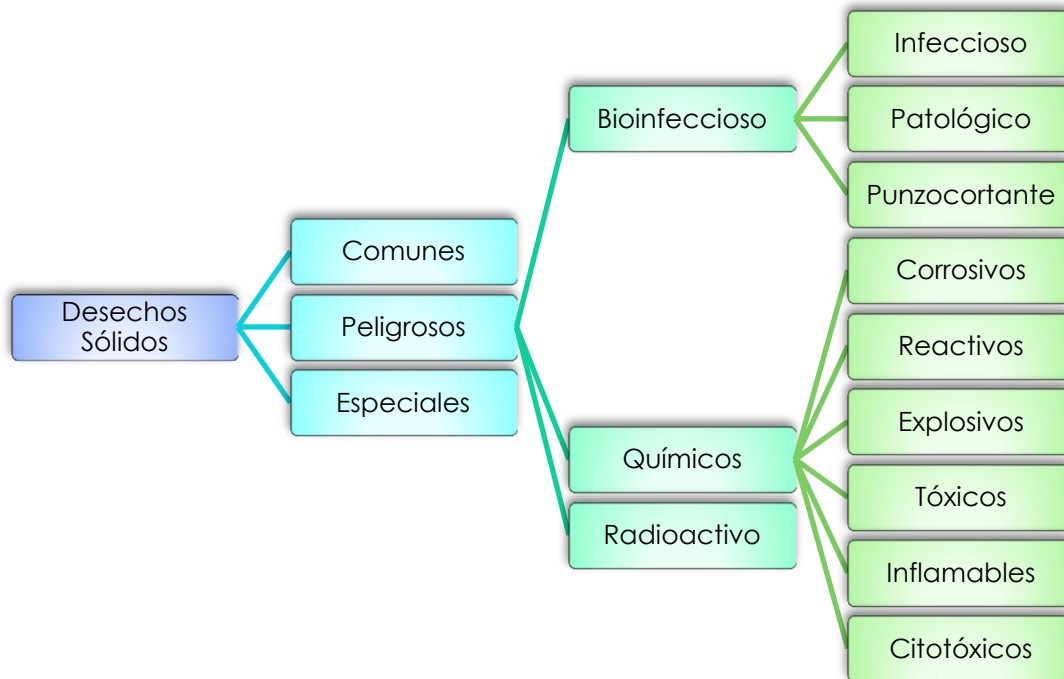 Desechos
Sólidos
Comunes
Peligrosos
Especiales
Bioinfeccioso
Químicos
Radioactivo
Infeccioso
Patológico
Punzocortante
Corrosivos
Reactivos
Explosivos
Tóxicos
Inflamables
Citotóxicos